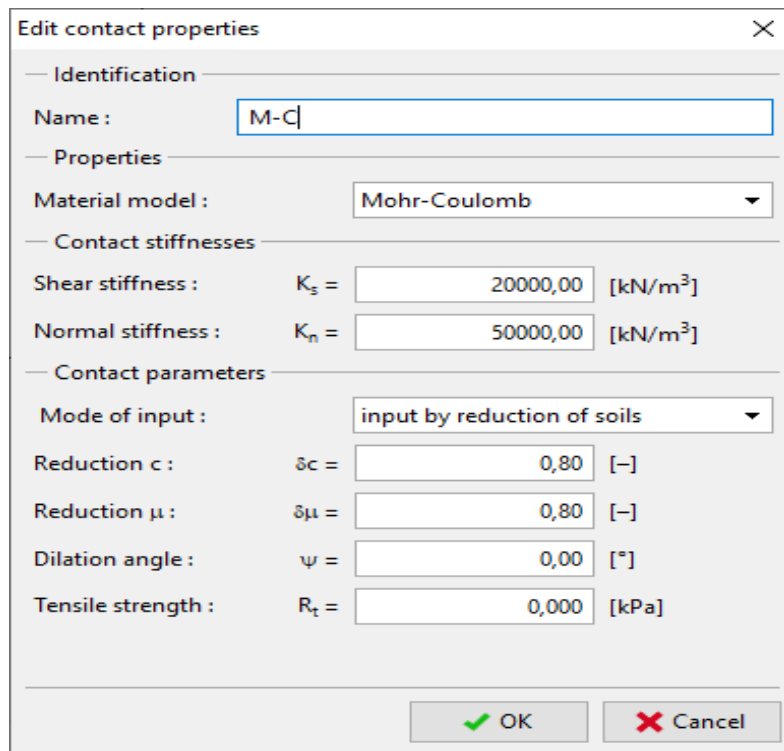 Edit contact properties
Identification
Name : M-C
Properties
Material model : Mohr-Coulomb
Contact stiffnesses
Shear stiffness : Kₛ = 20000,00 [kN/m³]
Normal stiffness : Kₙ = 50000,00 [kN/m³]
Contact parameters
Mode of input : input by reduction of soils
Reduction c : δc = 0,80 [–]
Reduction μ : δμ = 0,80 [–]
Dilation angle : ψ = 0,00 [°]
Tensile strength : Rₜ = 0,000 [kPa]
OK Cancel